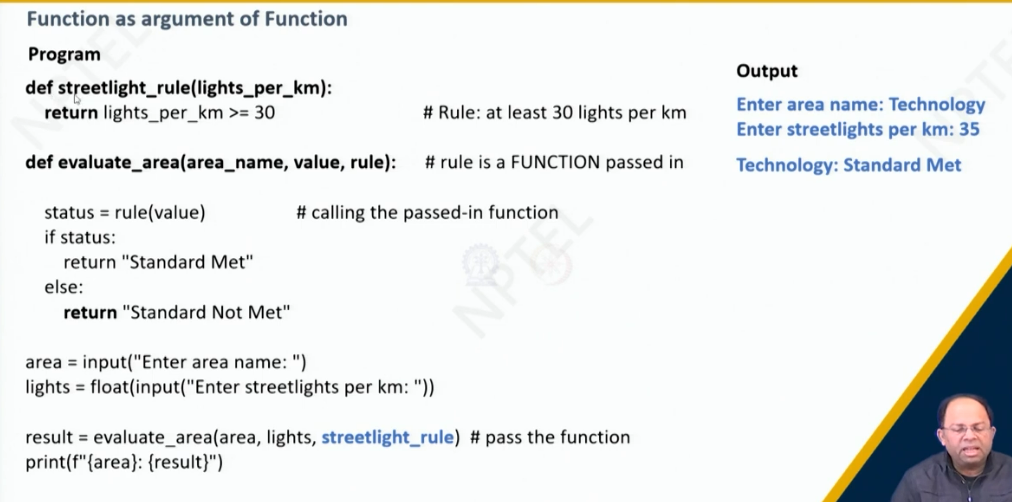 Function as argument of Function
Program
def streetlight_rule(lights_per_km):
return lights_per_km >= 30 # Rule: at least 30 lights per km
def evaluate_area(area_name, value, rule): # rule is a FUNCTION passed in
status = rule(value) # calling the passed-in function
if status:
return "Standard Met"
else:
return "Standard Not Met"
area = input("Enter area name: ")
lights = float(input("Enter streetlights per km: "))
result = evaluate_area(area, lights, streetlight_rule) # pass the function
print(f"{area}: {result}")
Output
Enter area name: Technology
Enter streetlights per km: 35
Technology: Standard Met
NPTEL
NPTEL
NPTEL